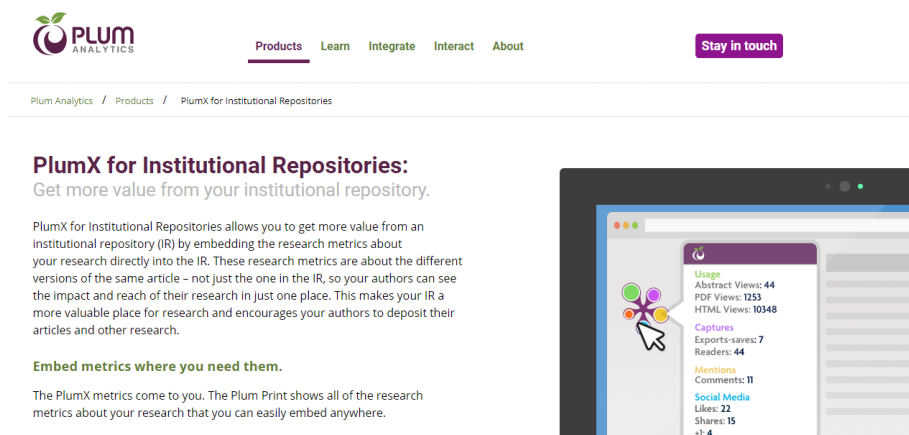 PLUM
ANALYTICS
Products Learn Integrate Interact About
Stay in touch
Plum Analytics / Products / PlumX for Institutional Repositories
PlumX for Institutional Repositories:
Get more value from your institutional repository.
PlumX for Institutional Repositories allows you to get more value from an
institutional repository (IR) by embedding the research metrics about
your research directly into the IR. These research metrics are about the different
versions of the same article – not just the one in the IR, so your authors can see
the impact and reach of their research in just one place. This makes your IR a
more valuable place for research and encourages your authors to deposit their
articles and other research.
Embed metrics where you need them.
The PlumX metrics come to you. The Plum Print shows all of the research
metrics about your research that you can easily embed anywhere.
Usage
Abstract Views: 44
PDF Views: 1253
HTML Views: 10348
Captures
Exports-saves: 7
Readers: 44
Mentions
Comments: 11
Social Media
Likes: 22
Shares: 15
+1: 4